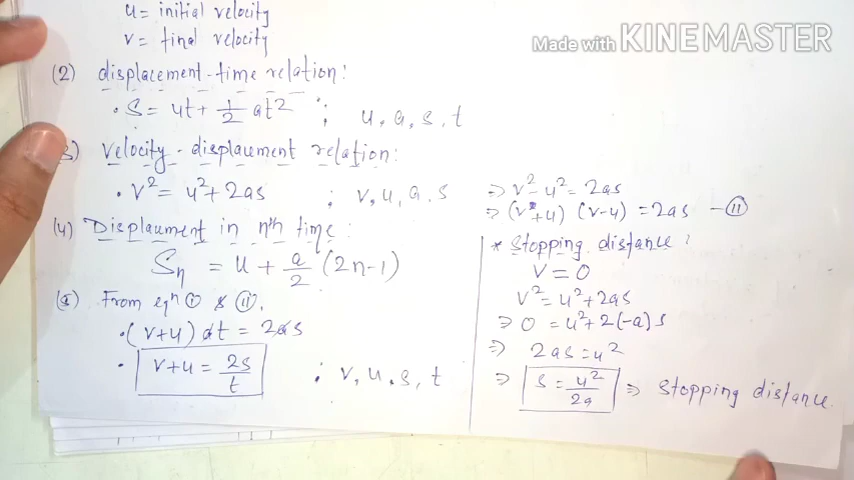 u = initial velocity
v = final velocity
Made with KINEMASTER
(2) displacement-time relation:
• S = ut + 1/2 at² ; u, a, s, t
3) Velocity-displaument relation:
• v² = u² + 2as ; v, u, a, s
(4) Displaument in nth time:
Sn = u + a/2 (2n-1)
(5) From eqn (i) & (ii),
• (v+u) at = 2as
• v+u = 2s/t ; v, u, s, t
⇒ v² - u² = 2as
⇒ (v+u) (v-u) = 2as - (ii)
* Stopping distance:
v = 0
v² = u² + 2as
⇒ 0 = u² + 2(-a)s
⇒ 2as = u²
⇒ s = u²/2a ⇒ stopping distance.